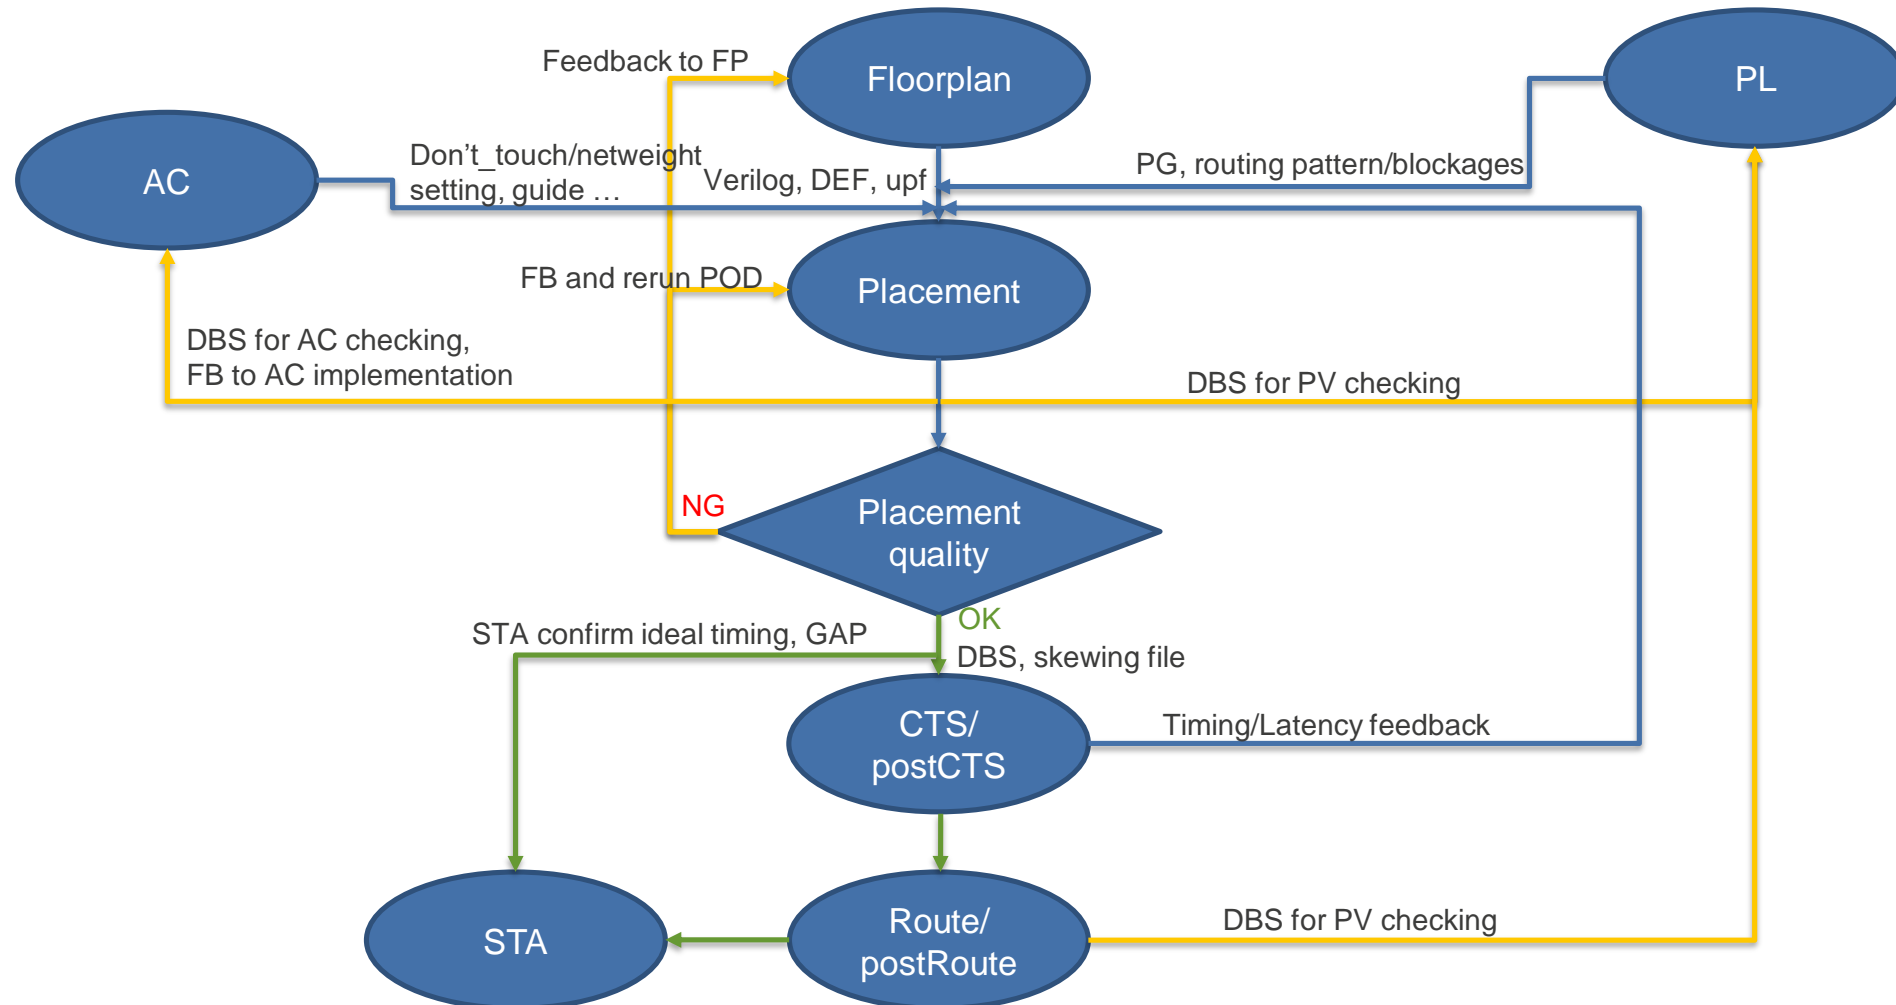 Feedback to FP
Floorplan
PL
AC
Don’t_touch/netweight
setting, guide …
Verilog, DEF, upf
PG, routing pattern/blockages
FB and rerun POD
Placement
DBS for AC checking,
FB to AC implementation
DBS for PV checking
NG
Placement
quality
OK
STA confirm ideal timing, GAP
DBS, skewing file
CTS/
postCTS
Timing/Latency feedback
STA
Route/
postRoute
DBS for PV checking